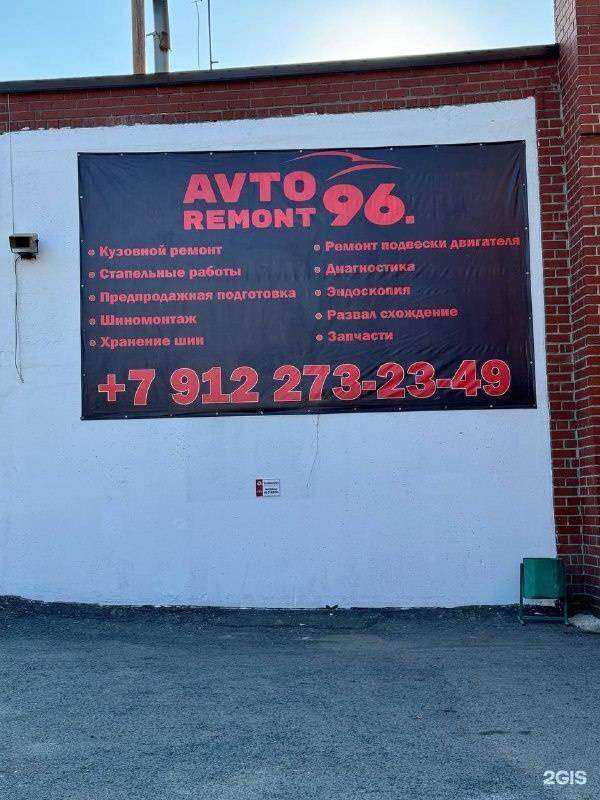 AVTO
REMONT 96.
Кузовной ремонт
Стапельные работы
Предпродажная подготовка
Шиномонтаж
Хранение шин
Ремонт подвески двигателя
Диагностика
Эндоскопия
Развал схождение
Запчасти
+7 912 273-23-49
2GIS